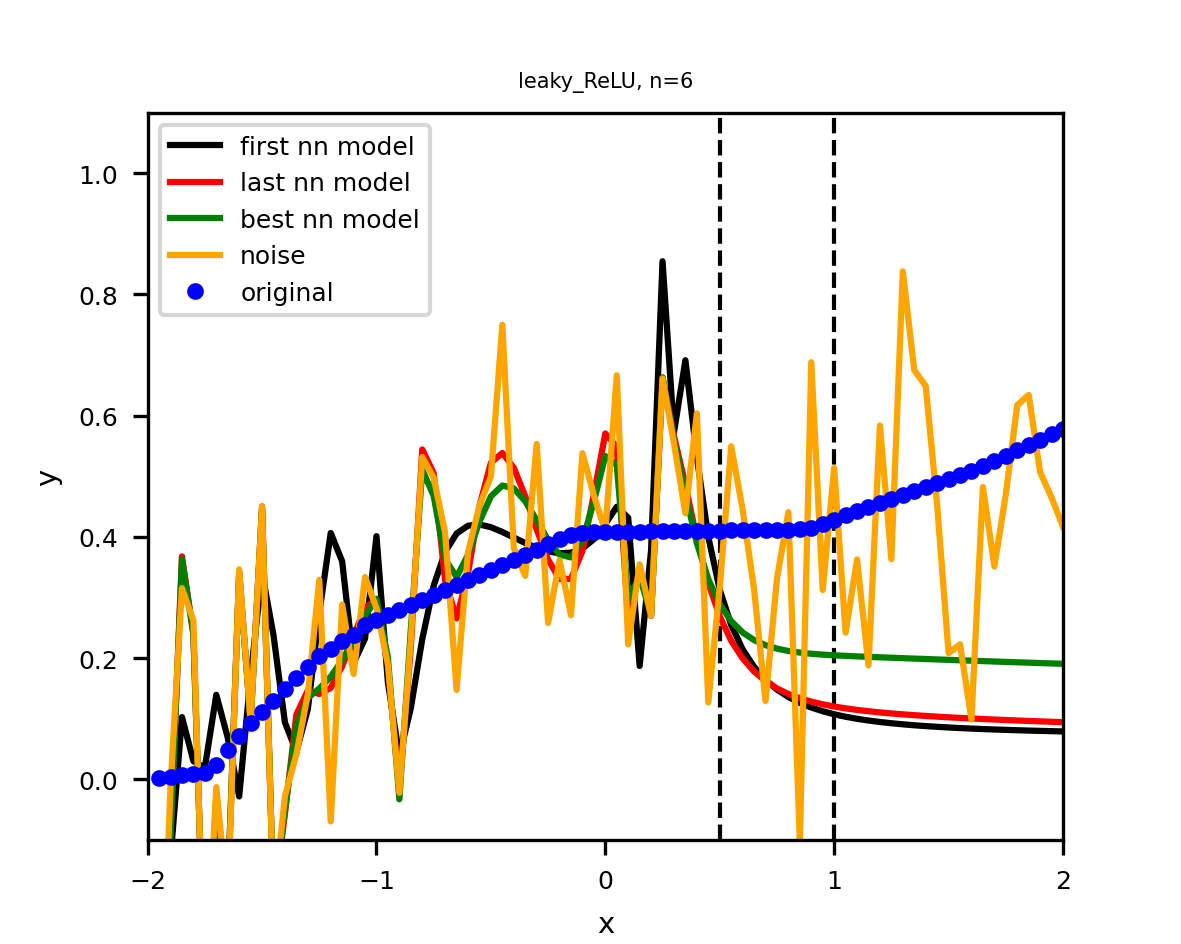 leaky_ReLU, n=6
first nn model
last nn model
best nn model
noise
original
y
1.0
0.8
0.6
0.4
0.2
0.0
−2 −1 0 1 2
x